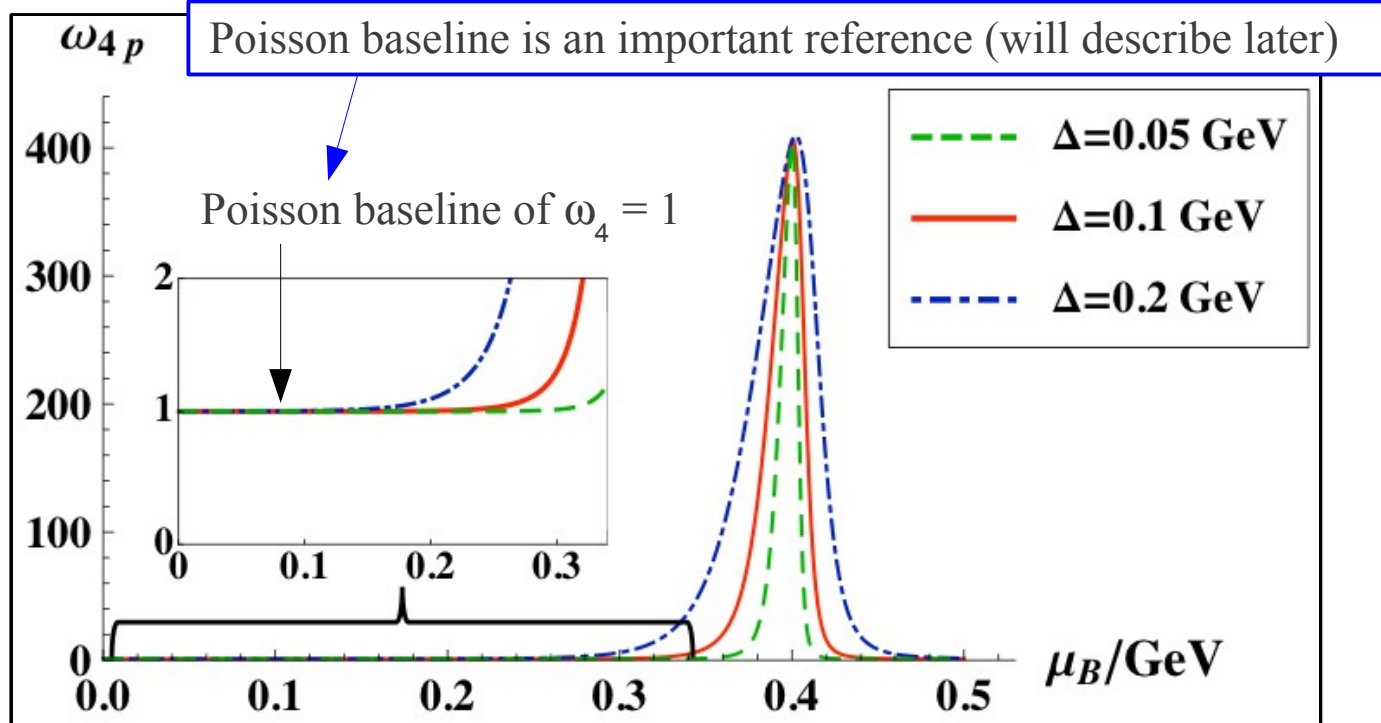 ω4 p
Poisson baseline is an important reference (will describe later)
400
300
200
100
0
Poisson baseline of ω4 = 1
2
1
0
0 0.1 0.2 0.3
Δ=0.05 GeV
Δ=0.1 GeV
Δ=0.2 GeV
0.0 0.1 0.2 0.3 0.4 0.5
μB/GeV